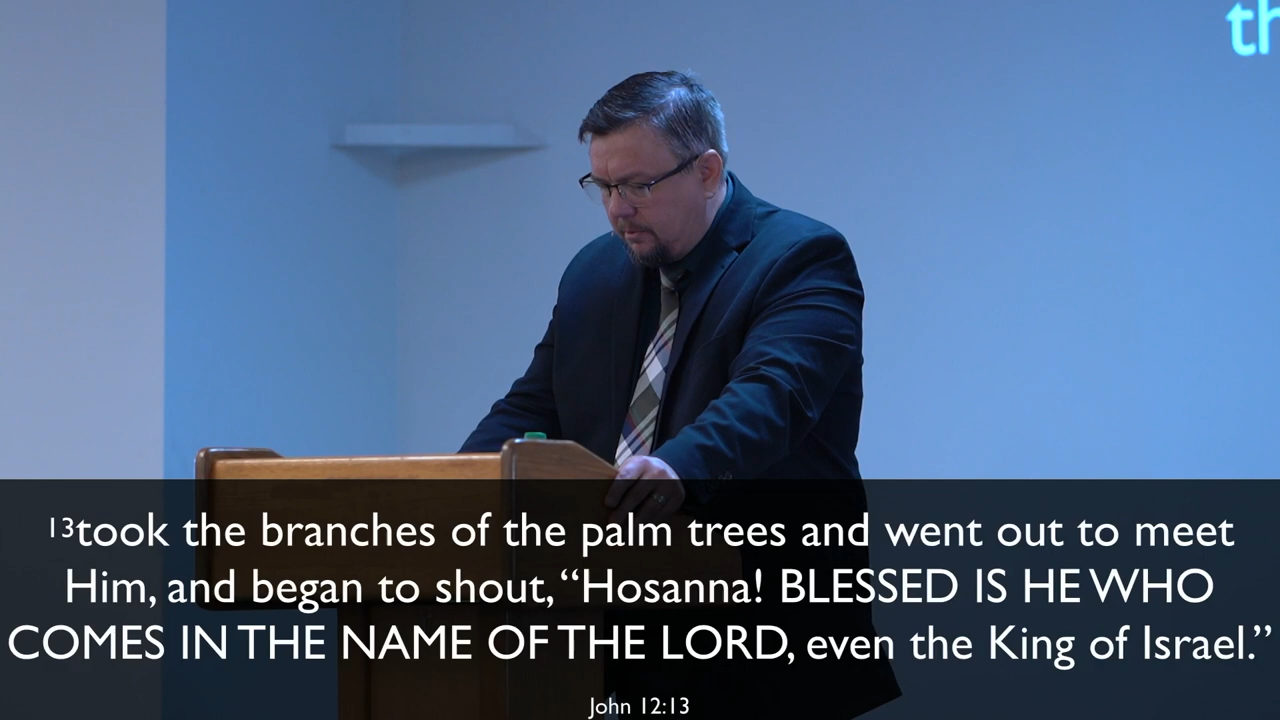 th
¹³took the branches of the palm trees and went out to meet
Him, and began to shout, “Hosanna! BLESSED IS HE WHO
COMES IN THE NAME OF THE LORD, even the King of Israel.”
John 12:13